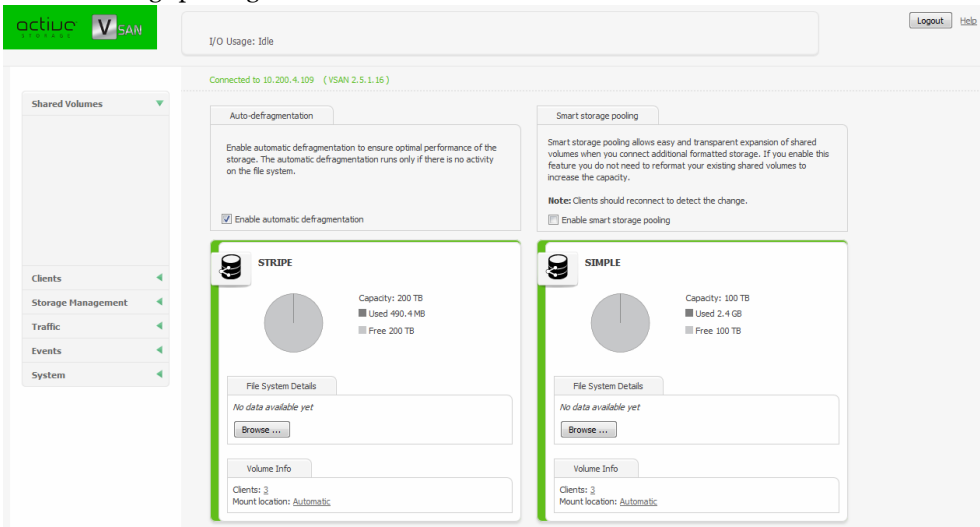 active
STORAGE
V SAN
I/O Usage: Idle
Logout Help
Connected to 10.200.4.109 (VSAN 2.5.1.16)
Shared Volumes
Clients
Storage Management
Traffic
Events
System
Auto-defragmentation
Enable automatic defragmentation to ensure optimal performance of the
storage. The automatic defragmentation runs only if there is no activity
on the file system.
Enable automatic defragmentation
Smart storage pooling
Smart storage pooling allows easy and transparent expansion of shared
volumes when you connect additional formatted storage. If you enable this
feature you do not need to reformat your existing shared volumes to
increase the capacity.
Note: Clients should reconnect to detect the change.
Enable smart storage pooling
STRIPE
Capacity: 200 TB
Used 490.4 MB
Free 200 TB
File System Details
No data available yet
Browse ...
Volume Info
Clients: 3
Mount location: Automatic
SIMPLE
Capacity: 100 TB
Used 2.4 GB
Free 100 TB
File System Details
No data available yet
Browse ...
Volume Info
Clients: 3
Mount location: Automatic